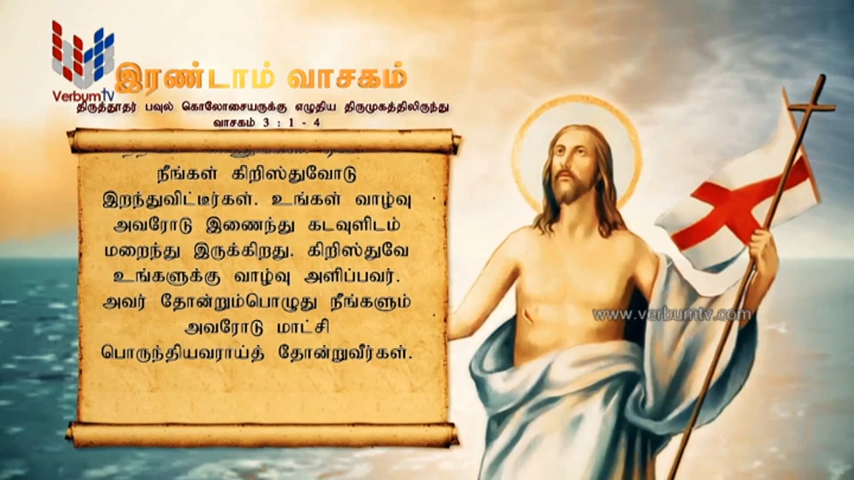 VerbumTV
இரண்டாம் வாசகம்
திருத்தூதர் பவுல் கொலோசையருக்கு எழுதிய திருமுகத்திலிருந்து
வாசகம் 3 : 1 - 4
நீங்கள் கிறிஸ்துவோடு
இறந்துவிட்டீர்கள். உங்கள் வாழ்வு
அவரோடு இணைந்து கடவுளிடம்
மறைந்து இருக்கிறது. கிறிஸ்துவே
உங்களுக்கு வாழ்வு அளிப்பவர்.
அவர் தோன்றும்பொழுது நீங்களும்
அவரோடு மாட்சி
பொருந்தியவராய்த் தோன்றுவீர்கள்.
www.verbumtv.com